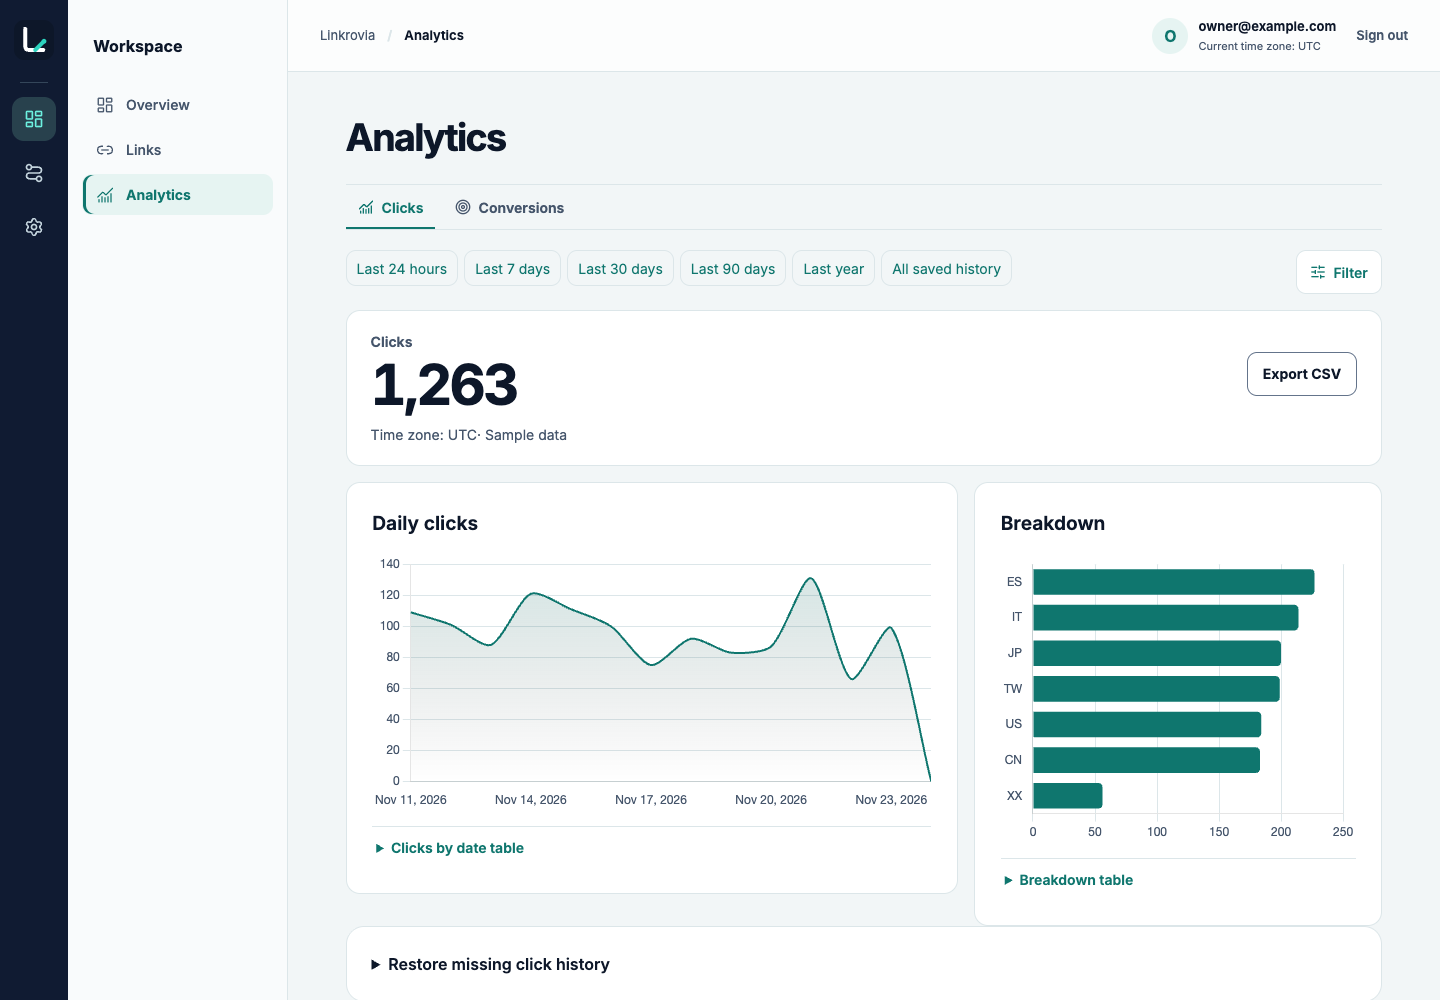 Workspace
Overview
Links
Analytics
Linkrovia / Analytics
O
owner@example.com
Current time zone: UTC
Sign out
Analytics
Clicks
Conversions
Last 24 hours
Last 7 days
Last 30 days
Last 90 days
Last year
All saved history
Filter
Clicks
1,263
Time zone: UTC· Sample data
Export CSV
Daily clicks
140
120
100
80
60
40
20
0
Nov 11, 2026
Nov 14, 2026
Nov 17, 2026
Nov 20, 2026
Nov 23, 2026
Clicks by date table
Breakdown
ES
IT
JP
TW
US
CN
XX
0
50
100
150
200
250
Breakdown table
Restore missing click history